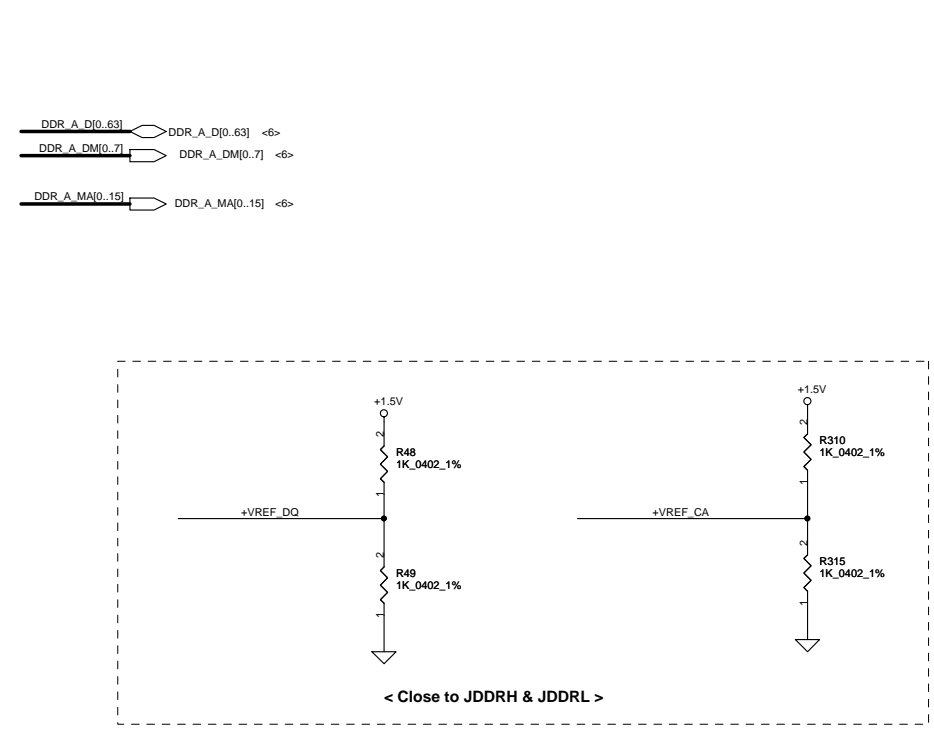 DDR_A_D[0..63] DDR_A_D[0..63] <6>
DDR_A_DM[0..7] DDR_A_DM[0..7] <6>
DDR_A_MA[0..15] DDR_A_MA[0..15] <6>
+1.5V +1.5V
2 2
R48 R310
1K_0402_1% 1K_0402_1%
1 1
+VREF_DQ +VREF_CA
2 2
R49 R315
1K_0402_1% 1K_0402_1%
1 1
< Close to JDDRH & JDDRL >